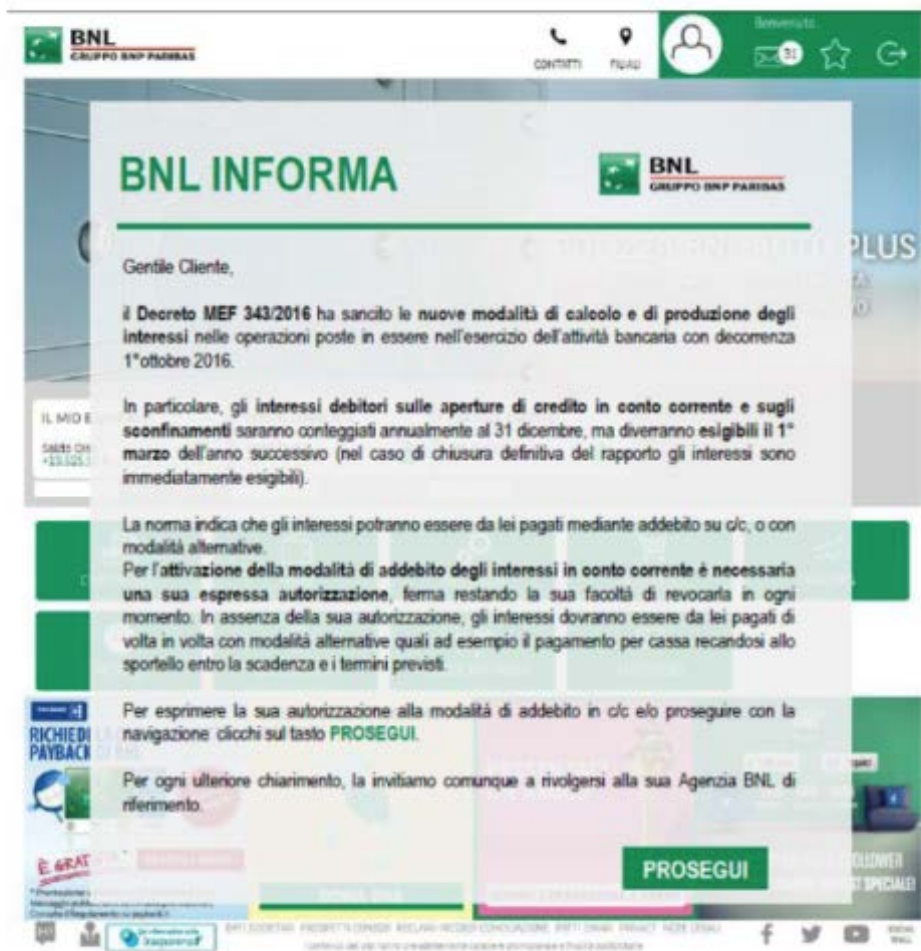 BNL
GRUPPO BNP PARIBAS
CONTATTI
FILIALI
Benvenuto
31
BNL INFORMA
BNL
GRUPPO BNP PARIBAS
PLUS
Gentile Cliente,
il Decreto MEF 343/2016 ha sancito le nuove modalità di calcolo e di produzione degli
interessi nelle operazioni poste in essere nell'esercizio dell'attività bancaria con decorrenza
1°ottobre 2016.
In particolare, gli interessi debitori sulle aperture di credito in conto corrente e sugli
sconfinamenti saranno conteggiati annualmente al 31 dicembre, ma diverranno esigibili il 1°
marzo dell'anno successivo (nel caso di chiusura definitiva del rapporto gli interessi sono
immediatamente esigibili).
IL MIO
La norma indica che gli interessi potranno essere da lei pagati mediante addebito su c/c, o con
modalità alternative.
Per l'attivazione della modalità di addebito degli interessi in conto corrente è necessaria
una sua espressa autorizzazione, ferma restando la sua facoltà di revocarla in ogni
momento. In assenza della sua autorizzazione, gli interessi dovranno essere da lei pagati di
volta in volta con modalità alternative quali ad esempio il pagamento per cassa recandosi allo
sportello entro la scadenza e i termini previsti.
Per esprimere la sua autorizzazione alla modalità di addebito in c/c e/o proseguire con la
navigazione clicchi sul tasto PROSEGUI.
Per ogni ulteriore chiarimento, la invitiamo comunque a rivolgersi alla sua Agenzia BNL di
riferimento.
RICHIEDI
PAYBACK
È GRAT
PROSEGUI
FOLLOWER
SPECIALE!